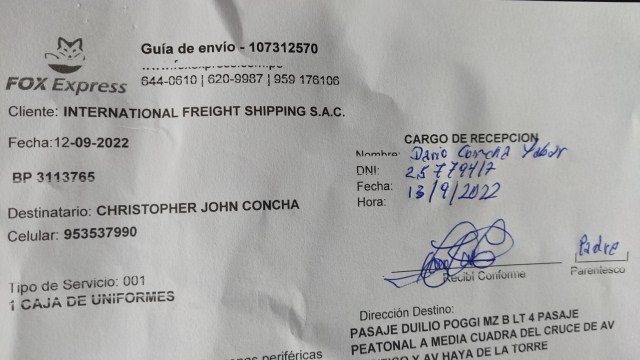 Guía de envío - 107312570
FOX Express
644-0610 | 620-9987 | 959 176106
Cliente: INTERNATIONAL FREIGHT SHIPPING S.A.C.
Fecha:12-09-2022
BP 3113765
Destinatario: CHRISTOPHER JOHN CONCHA
Celular: 953537990
Tipo de Servicio: 001
1 CAJA DE UNIFORMES
CARGO DE RECEPCION
Nombre: Dario Concha
DNI: 25779417
Fecha: 13/9/2022
Hora:
Padre
Recibi Conforme Parentesco
Dirección Destino:
PASAJE DUILIO POGGI MZ B LT 4 PASAJE
PEATONAL A MEDIA CUADRA DEL CRUCE DE AV
Y AV HAYA DE LA TORRE
periféricas